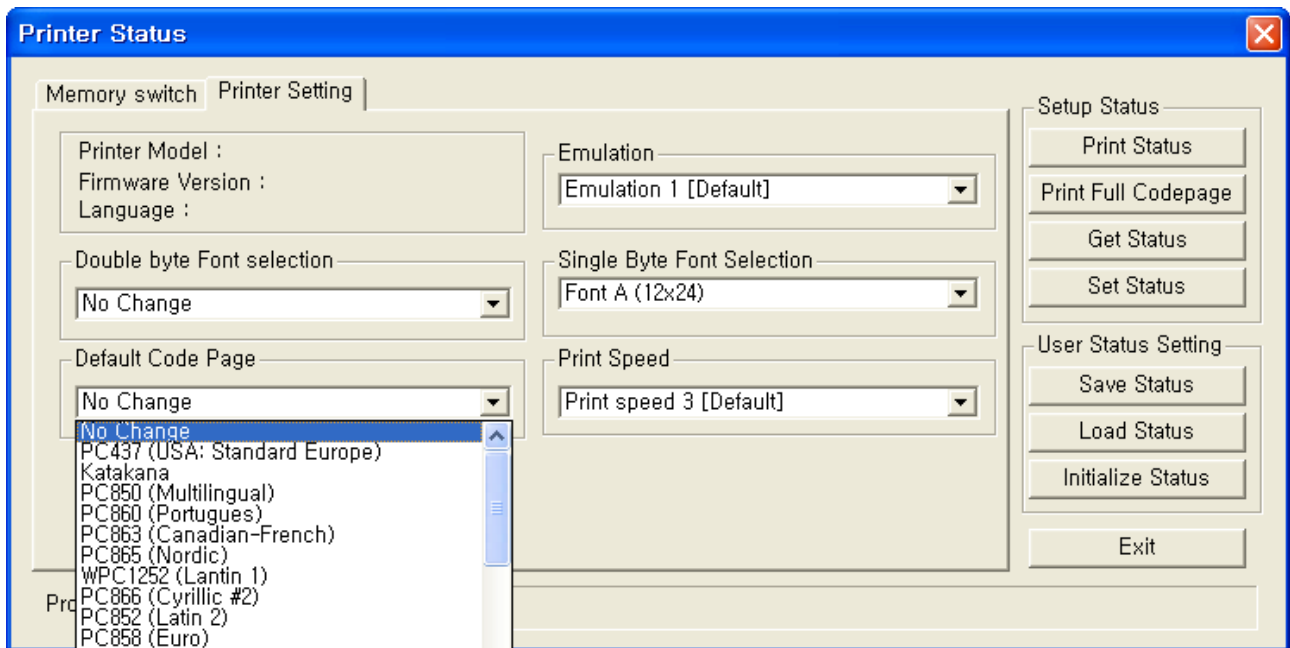 Printer Status
Memory switch
Printer Setting
Printer Model :
Firmware Version :
Language :
Emulation
Emulation 1 [Default]
Double byte Font selection
No Change
Single Byte Font Selection
Font A (12x24)
Default Code Page
No Change
Print Speed
Print speed 3 [Default]
No Change
PC437 (USA: Standard Europe)
Katakana
PC850 (Multilingual)
PC860 (Portugues)
PC863 (Canadian-French)
PC865 (Nordic)
WPC1252 (Lantin 1)
PC866 (Cyrillic #2)
PC852 (Latin 2)
PC858 (Euro)
Setup Status
Print Status
Print Full Codepage
Get Status
Set Status
User Status Setting
Save Status
Load Status
Initialize Status
Exit